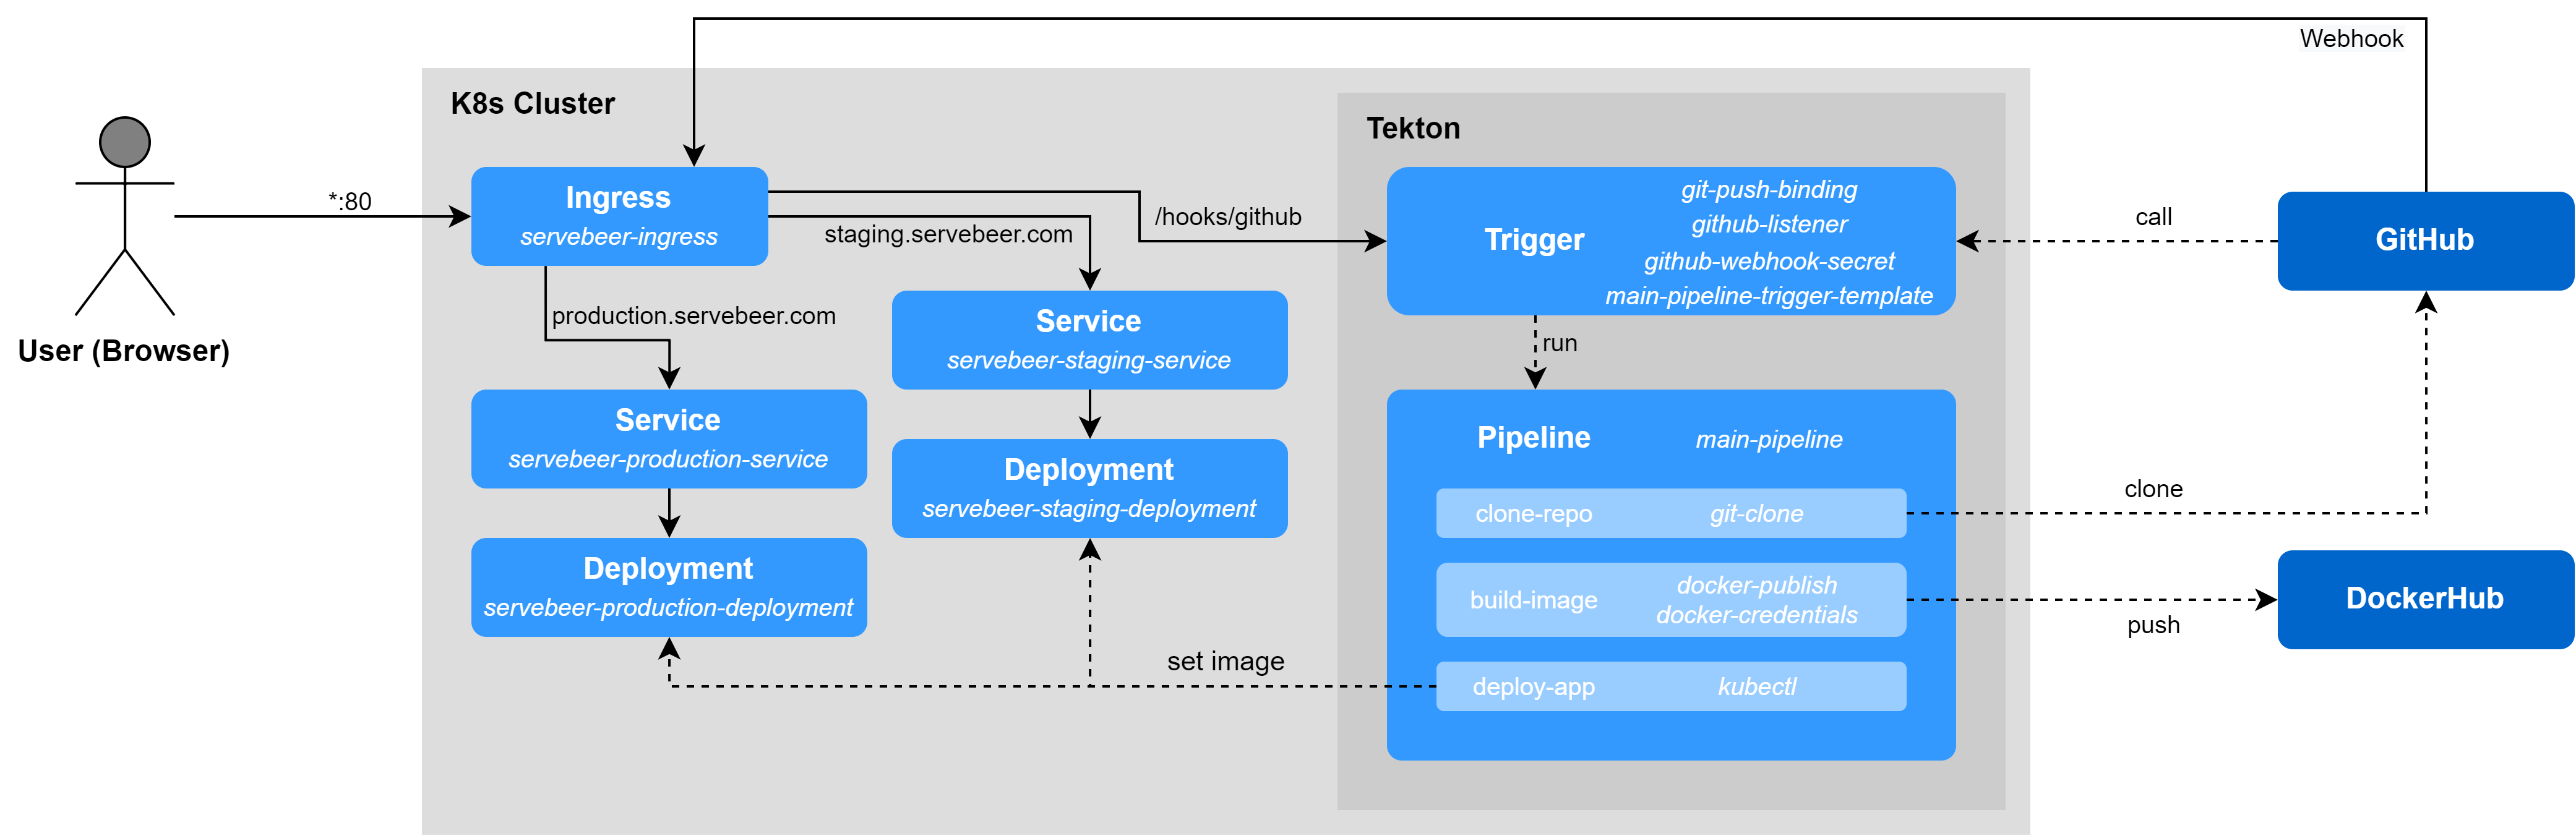 Webhook
K8s Cluster
Tekton
User (Browser)
*:80
Ingress
servebeer-ingress
/hooks/github
staging.servebeer.com
production.servebeer.com
Service
servebeer-production-service
Deployment
servebeer-production-deployment
Service
servebeer-staging-service
Deployment
servebeer-staging-deployment
set image
Trigger
git-push-binding
github-listener
github-webhook-secret
main-pipeline-trigger-template
run
Pipeline main-pipeline
clone-repo git-clone
build-image docker-publish
docker-credentials
deploy-app kubectl
call
GitHub
clone
push
DockerHub